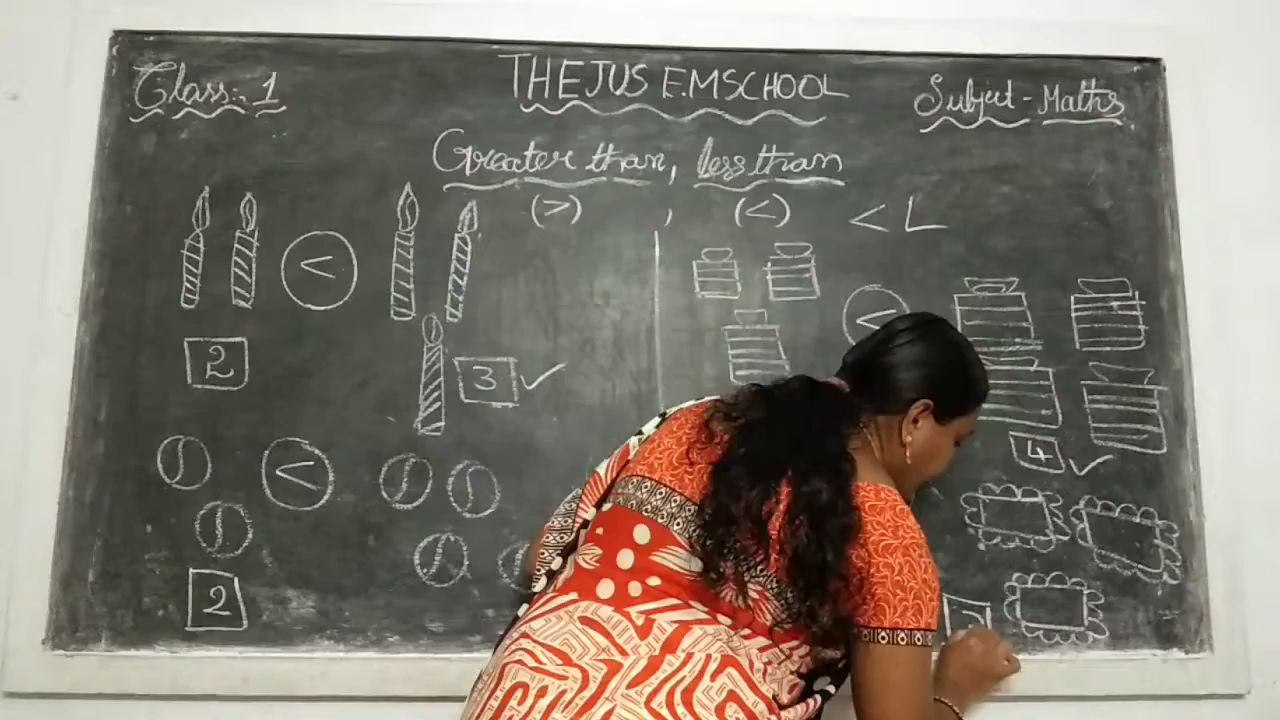 Class:- 1
THEJUS E.M SCHOOL
Subject - Maths
Greater than, less than
(>) , (<) < L
<
<
2
3
4
<
2